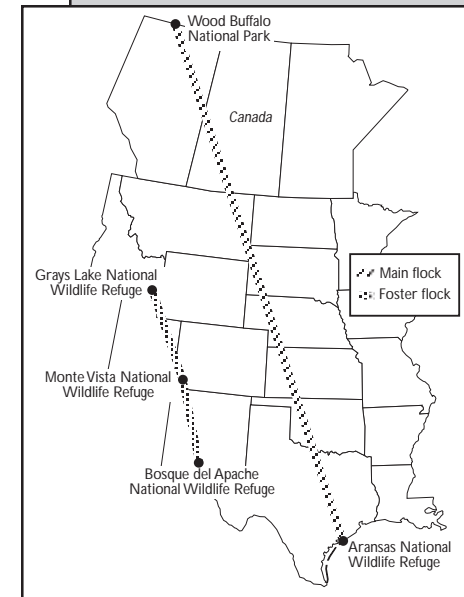 Wood Buffalo
National Park
Canada
Grays Lake National
Wildlife Refuge
Main flock
Foster flock
Monte Vista National
Wildlife Refuge
Bosque del Apache
National Wildlife Refuge
Aransas National
Wildlife Refuge